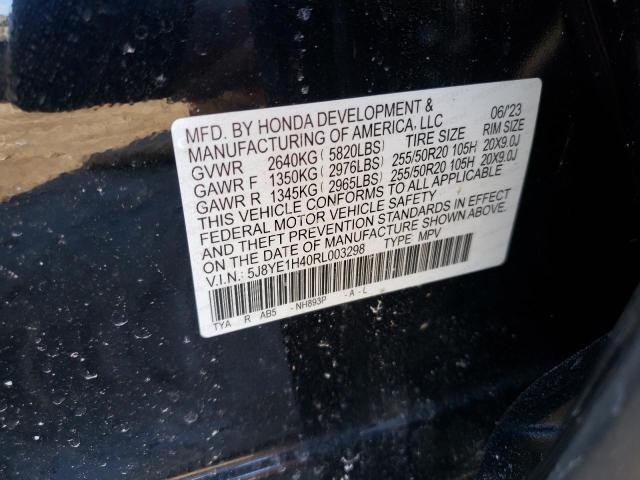 MFD. BY HONDA DEVELOPMENT & 06/'23
MANUFACTURING OF AMERICA, LLC TIRE SIZE RIM SIZE
GVWR 2640KG( 5820LBS)
GAWR F 1350KG( 2976LBS) 255/50R20 105H 20X9.0J
GAWR R 1345KG( 2965LBS) 255/50R20 105H 20X9.0J
THIS VEHICLE CONFORMS TO ALL APPLICABLE
FEDERAL MOTOR VEHICLE SAFETY
AND THEFT PREVENTION STANDARDS IN EFFECT
ON THE DATE OF MANUFACTURE SHOWN ABOVE.
V.I.N.: 5J8YE1H40RL003298 TYPE MPV
TYA R AB5 -NH893P -A -L